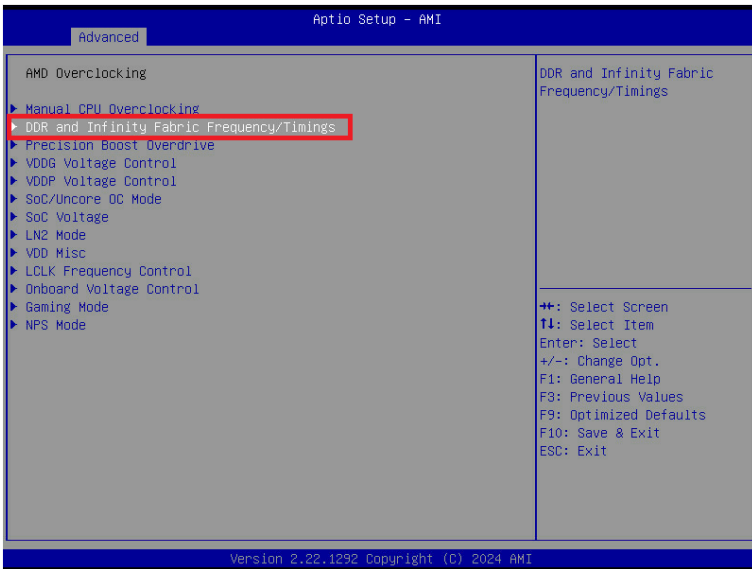 Aptio Setup – AMI
Advanced
AMD Overclocking
Manual CPU Overclocking
DDR and Infinity Fabric Frequency/Timings
Precision Boost Overdrive
VDDG Voltage Control
VDDP Voltage Control
SoC/Uncore OC Mode
SoC Voltage
LN2 Mode
VDD Misc
LCLK Frequency Control
Onboard Voltage Control
Gaming Mode
NPS Mode
DDR and Infinity Fabric
Frequency/Timings
→←: Select Screen
↑↓: Select Item
Enter: Select
+/-: Change Opt.
F1: General Help
F3: Previous Values
F9: Optimized Defaults
F10: Save & Exit
ESC: Exit
Version 2.22.1292 Copyright (C) 2024 AMI